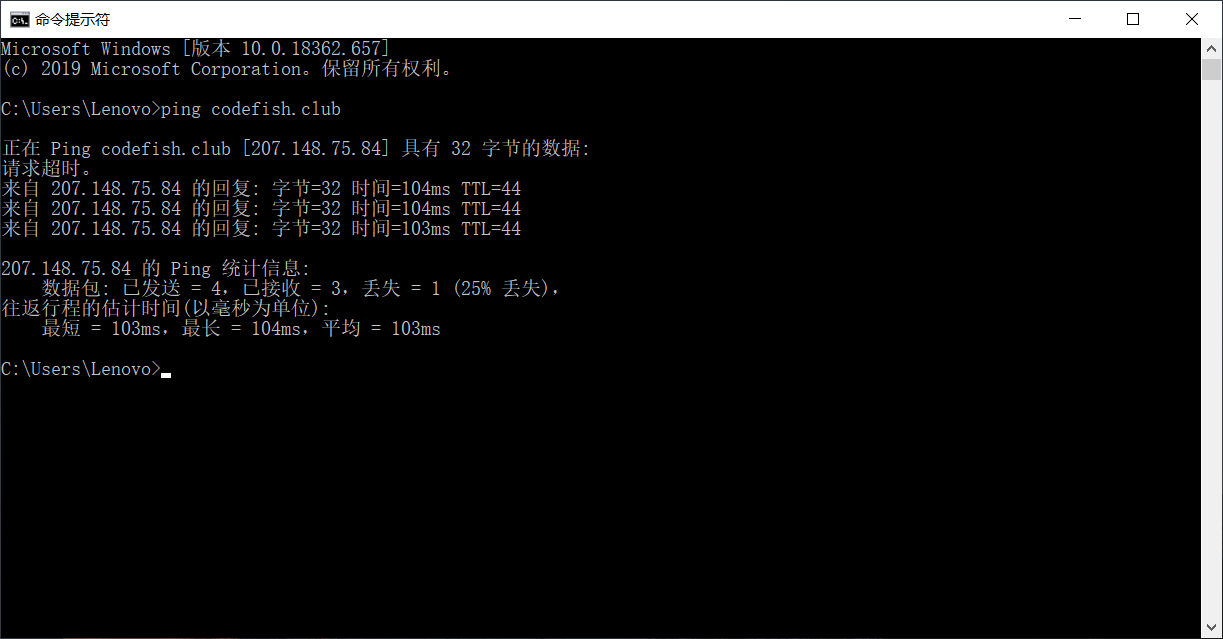 命令提示符
Microsoft Windows [版本 10.0.18362.657]
(c) 2019 Microsoft Corporation。保留所有权利。
C:\Users\Lenovo>ping codefish.club
正在 Ping codefish.club [207.148.75.84] 具有 32 字节的数据:
请求超时。
来自 207.148.75.84 的回复: 字节=32 时间=104ms TTL=44
来自 207.148.75.84 的回复: 字节=32 时间=104ms TTL=44
来自 207.148.75.84 的回复: 字节=32 时间=103ms TTL=44
207.148.75.84 的 Ping 统计信息:
    数据包: 已发送 = 4，已接收 = 3，丢失 = 1 (25% 丢失)，
往返行程的估计时间(以毫秒为单位):
    最短 = 103ms，最长 = 104ms，平均 = 103ms
C:\Users\Lenovo>